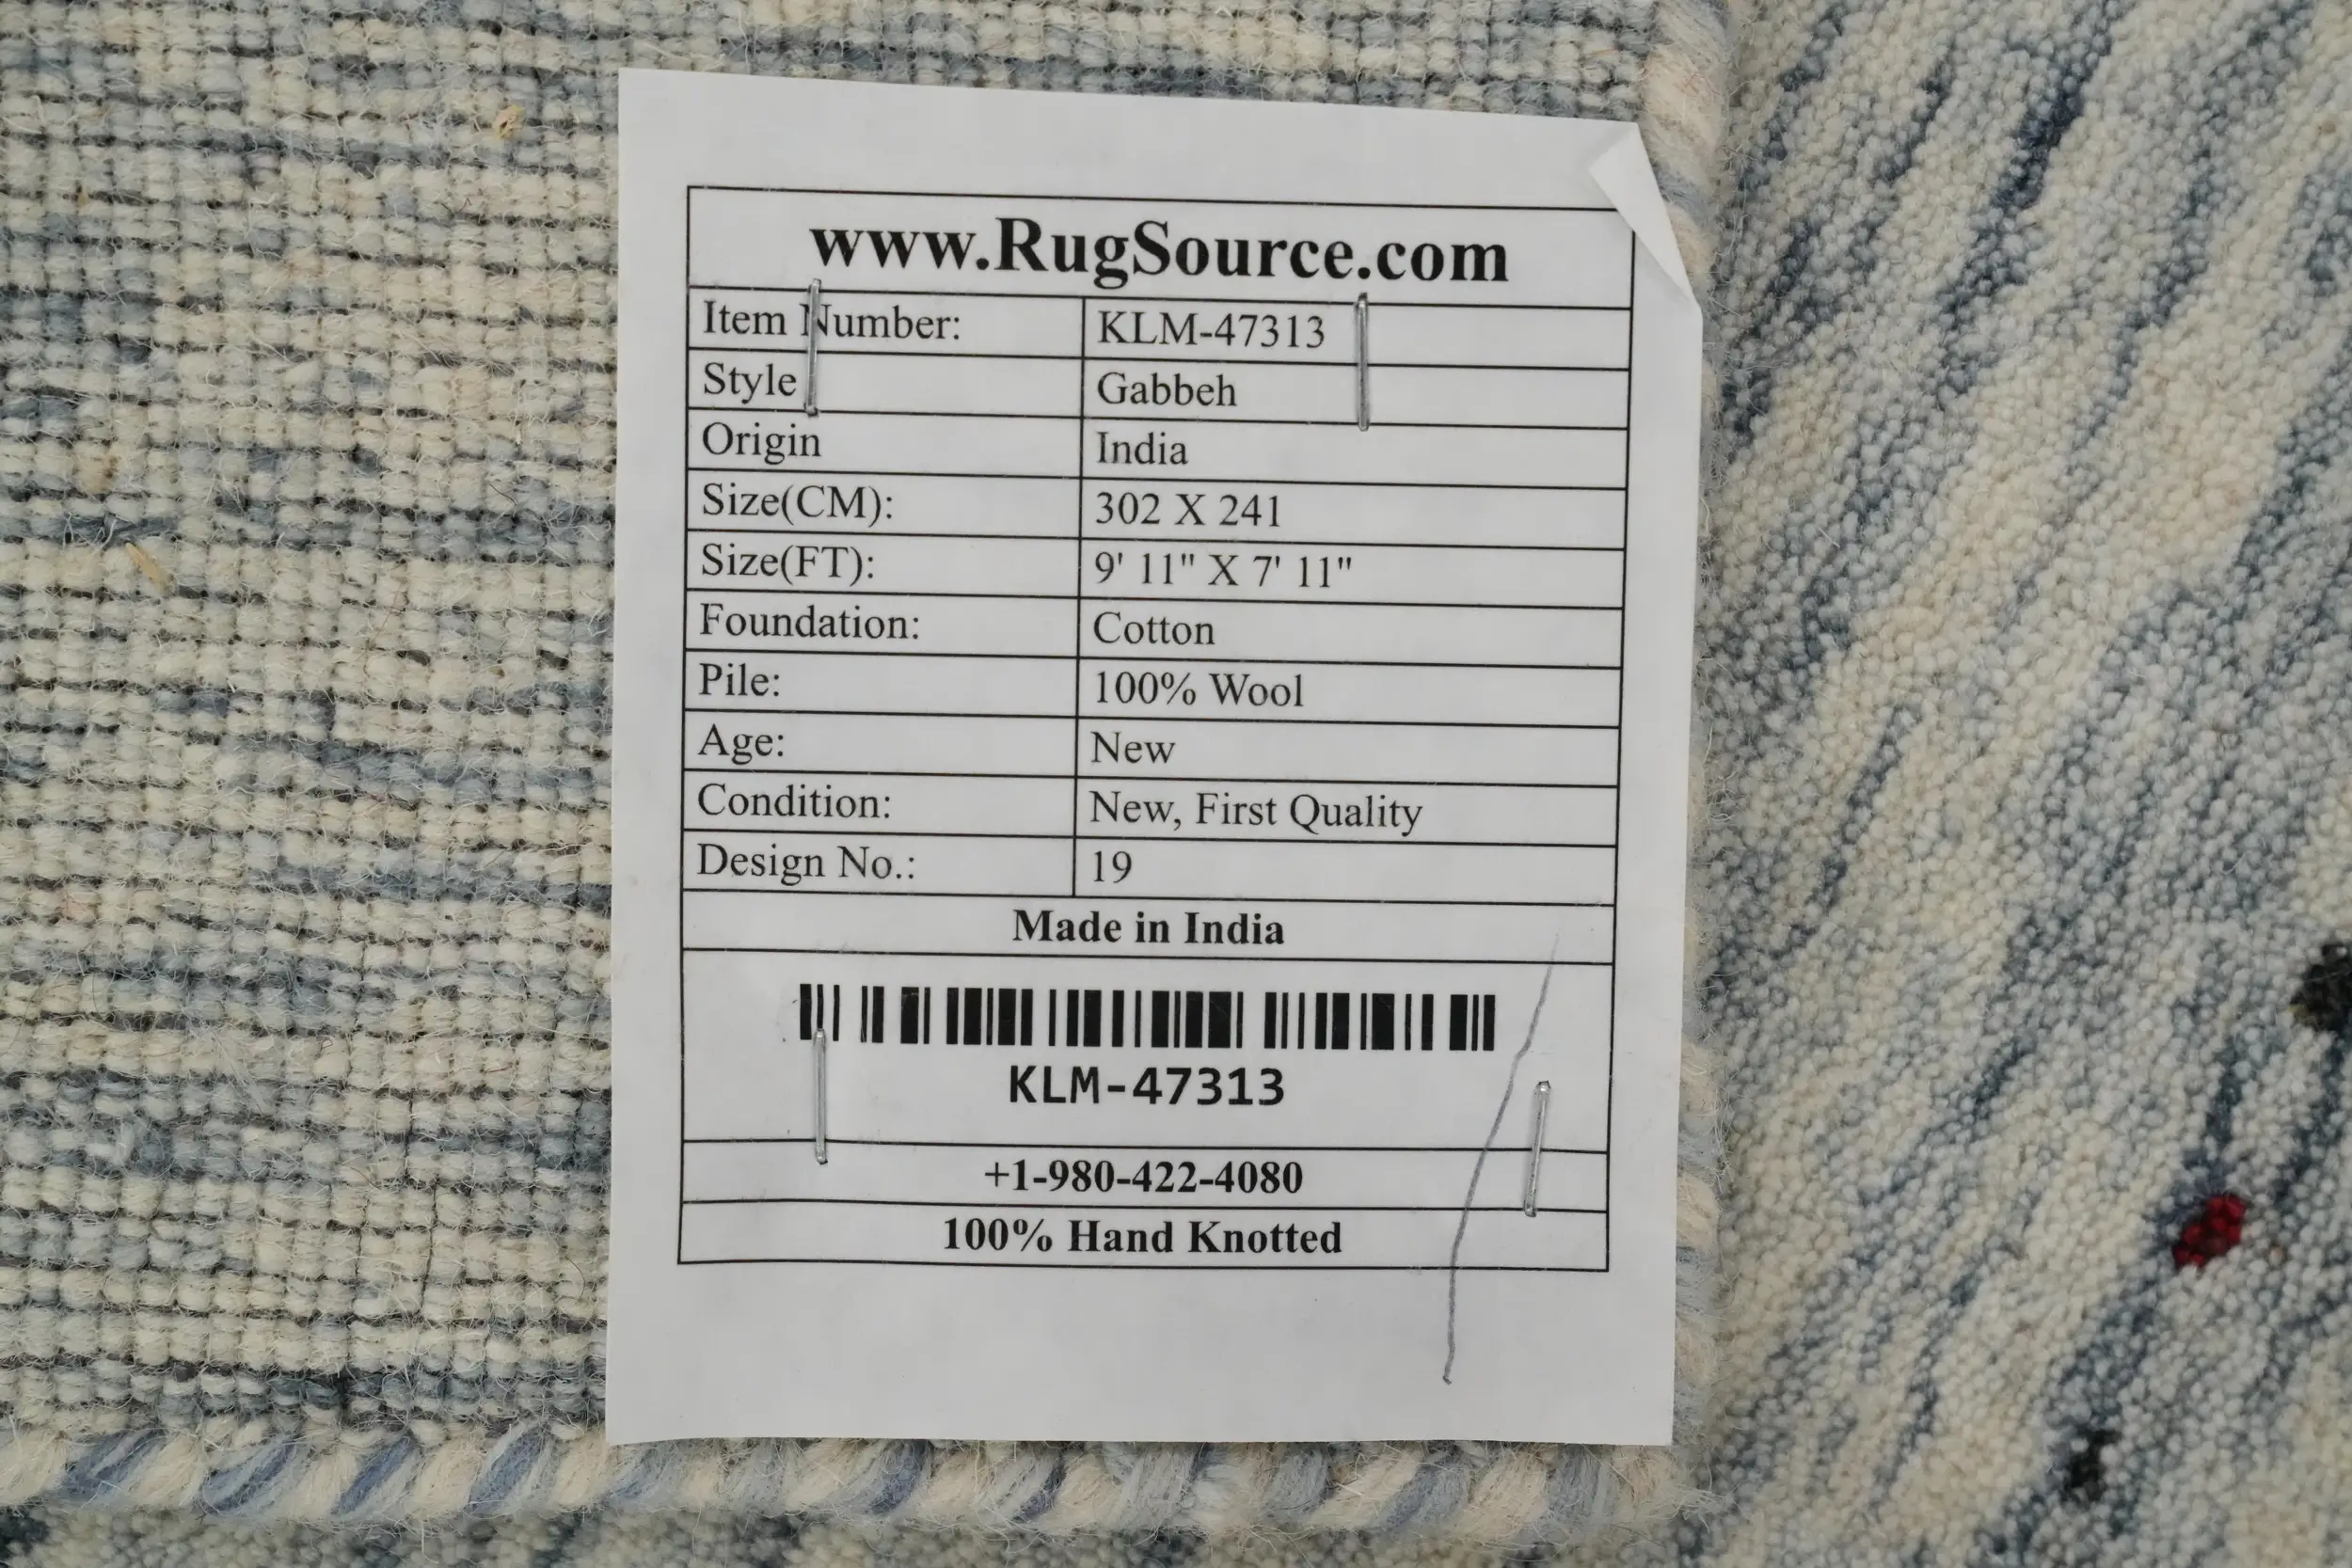 www.RugSource.com
Item Number: KLM-47313
Style Gabbeh
Origin India
Size(CM): 302 X 241
Size(FT): 9' 11" X 7' 11"
Foundation: Cotton
Pile: 100% Wool
Age: New
Condition: New, First Quality
Design No.: 19
Made in India
KLM-47313
+1-980-422-4080
100% Hand Knotted